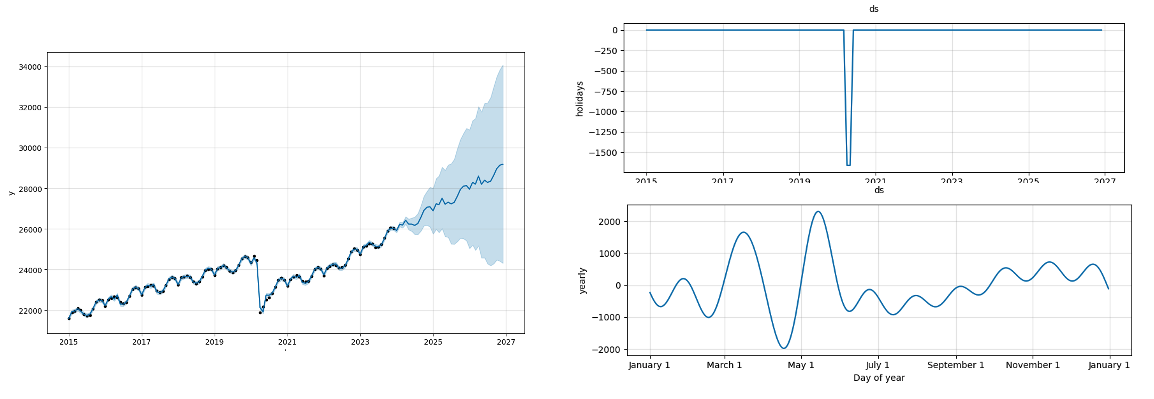 34000
32000
30000
28000
26000
24000
22000
y
2015
2017
2019
2021
2023
2025
2027
ds
0
−250
−500
−750
−1000
−1250
−1500
holidays
2015
2017
2019
2021
2023
2025
2027
ds
2000
1000
0
−1000
−2000
yearly
January 1
March 1
May 1
July 1
September 1
November 1
January 1
Day of year